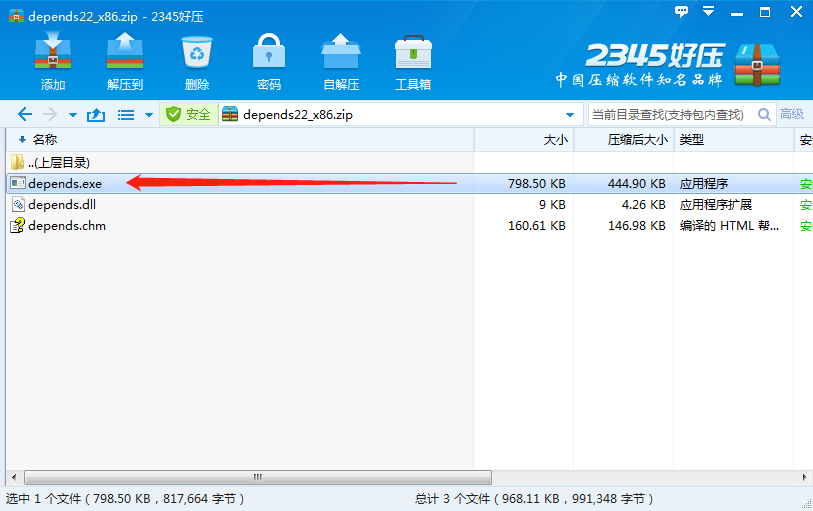 depends22_x86.zip - 2345好压
添加 解压到 删除 密码 自解压 工具箱
2345好压
中国压缩软件知名品牌
安全 depends22_x86.zip 当前目录查找(支持包内查找) 高级
名称 大小 压缩后大小 类型 安
..(上层目录)
depends.exe 798.50 KB 444.90 KB 应用程序 安
depends.dll 9 KB 4.26 KB 应用程序扩展 安
depends.chm 160.61 KB 146.98 KB 编译的 HTML 帮... 安
选中 1 个文件(798.50 KB，817,664 字节) 总计 3 个文件(968.11 KB，991,348 字节)